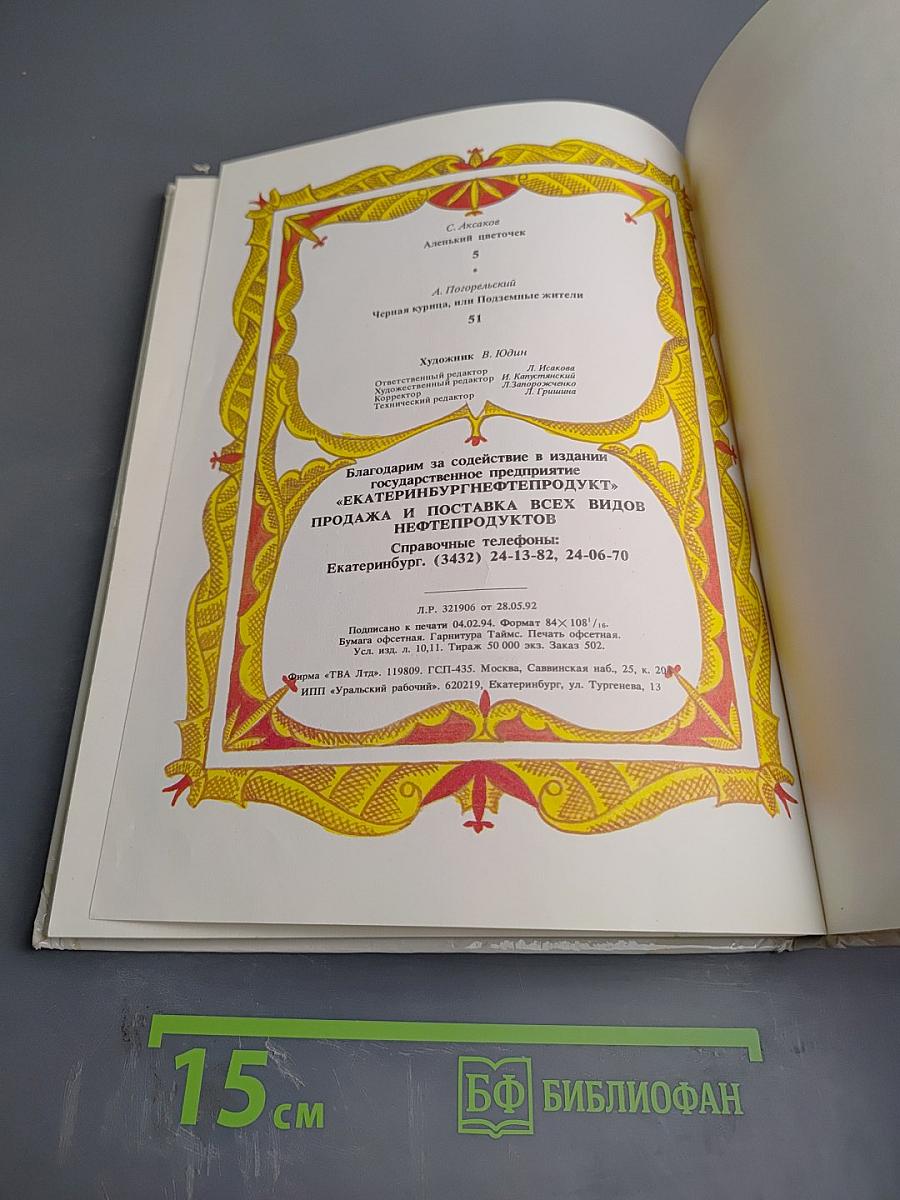 С. Аксаков
Аленький цветочек
5
*
А. Погорельский
Черная курица, или Подземные жители
51
Художник В. Юдин
Ответственный редактор Л. Исакова
Художественный редактор И. Капустянский
Корректор Л.Запорожченко
Технический редактор Л. Гришина
Благодарим за содействие в издании
государственное предприятие
«ЕКАТЕРИНБУРГНЕФТЕПРОДУКТ»
ПРОДАЖА И ПОСТАВКА ВСЕХ ВИДОВ
НЕФТЕПРОДУКТОВ
Справочные телефоны:
Екатеринбург. (3432) 24-13-82, 24-06-70
Л.Р. 321906 от 28.05.92
Подписано к печати 04.02.94. Формат 84×108¹/₁₆.
Бумага офсетная. Гарнитура Таймс. Печать офсетная.
Усл. изд. л. 10,11. Тираж 50 000 экз. Заказ 502.
Фирма «ТВА Лтд». 119809. ГСП-435. Москва, Саввинская наб., 25, к.
ИПП «Уральский рабочий». 620219, Екатеринбург, ул. Тургенева, 13
15 см
БФ БИБЛИОФАН